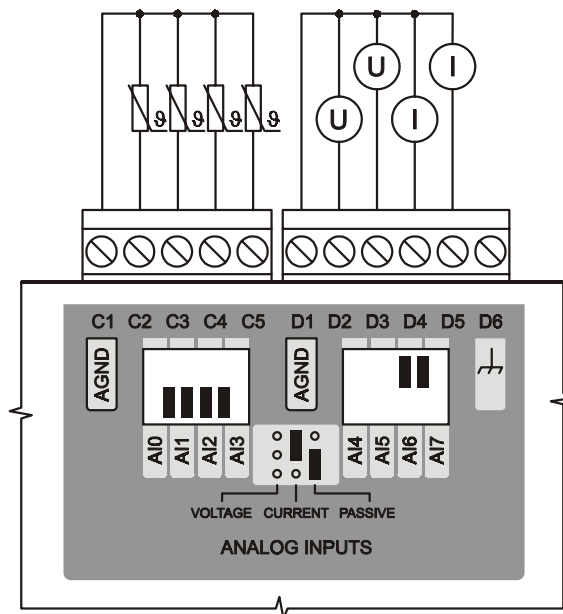 U I
U I
ϑ ϑ ϑ ϑ
C1 C2 C3 C4 C5 D1 D2 D3 D4 D5 D6
AGND AGND
AI0 AI1 AI2 AI3 AI4 AI5 AI6 AI7
VOLTAGE CURRENT PASSIVE
ANALOG INPUTS